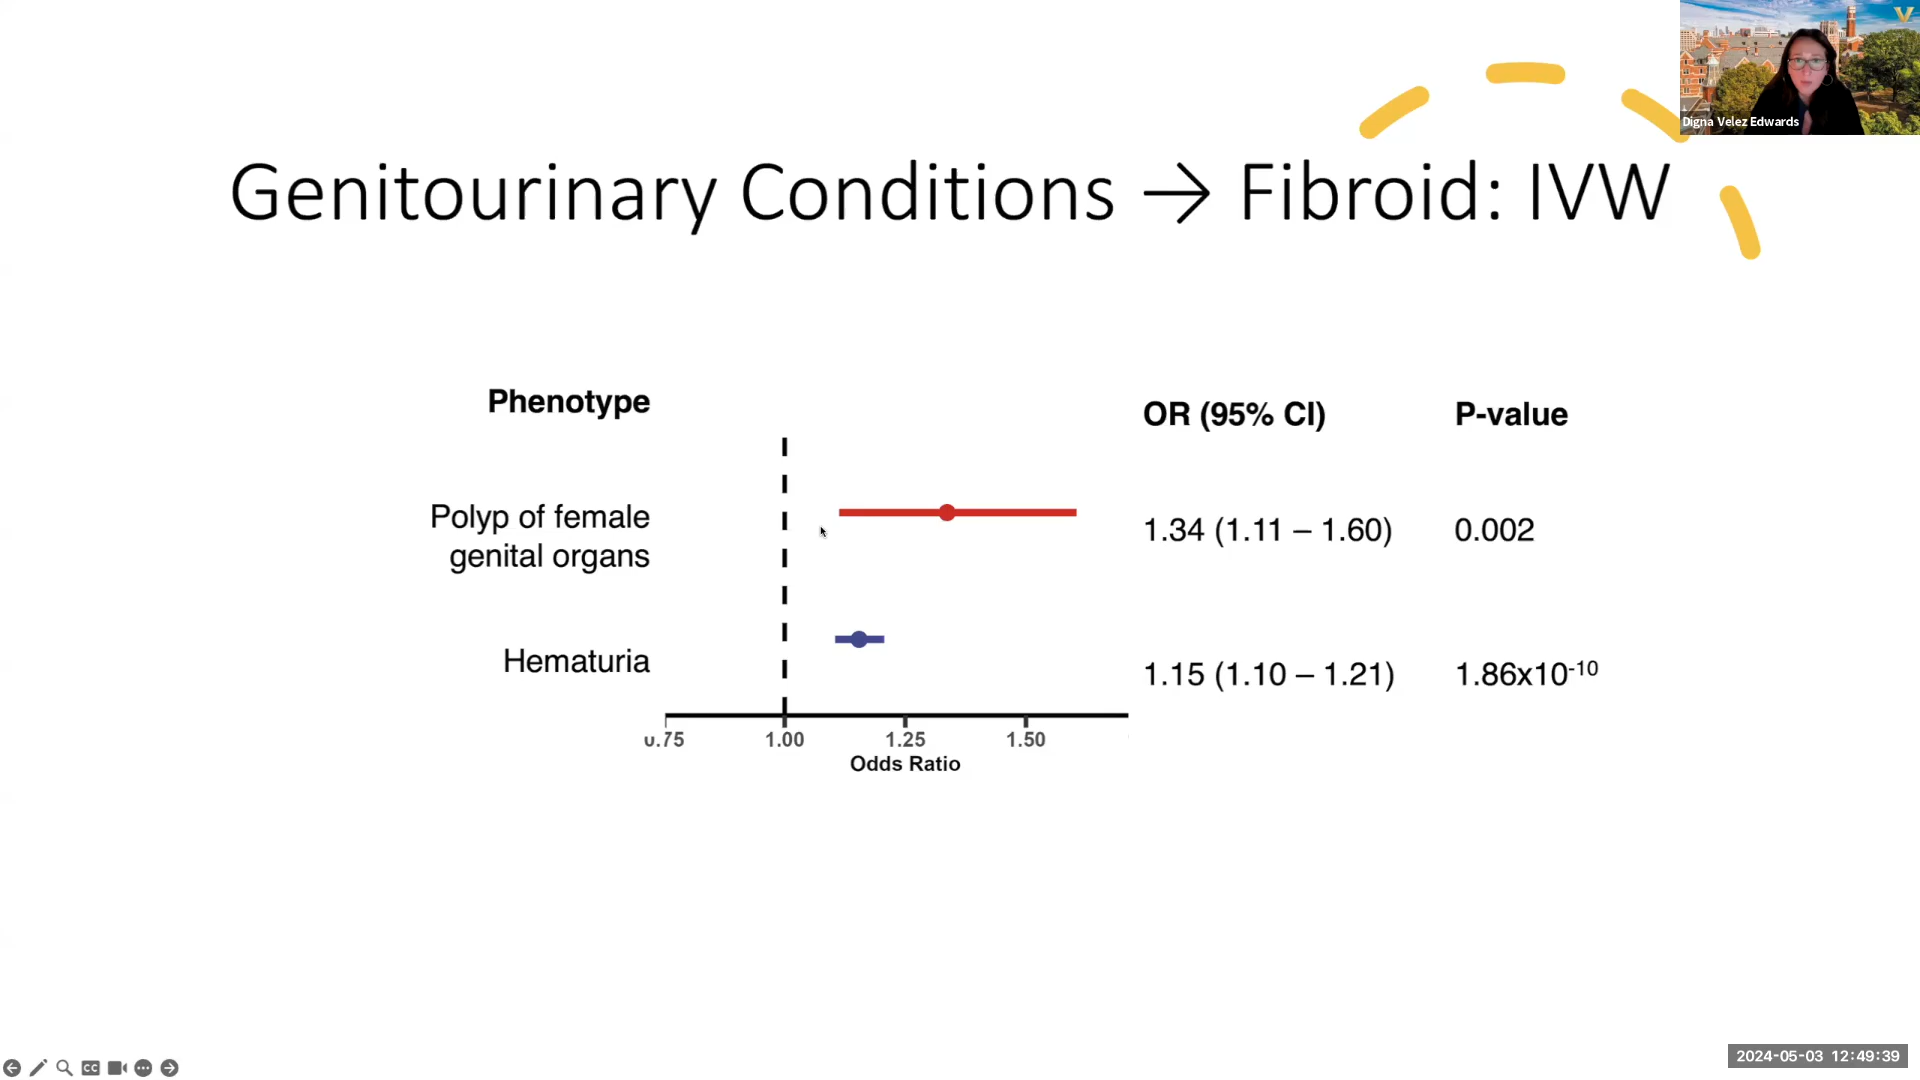 V
Digna Velez Edwards
Genitourinary Conditions → Fibroid: IVW
Phenotype
OR (95% CI)
P-value
Polyp of female
genital organs
1.34 (1.11 – 1.60)
0.002
Hematuria
1.15 (1.10 – 1.21)
1.86x10⁻¹⁰
0.75
1.00
1.25
1.50
Odds Ratio
CC
2024-05-03 12:49:39